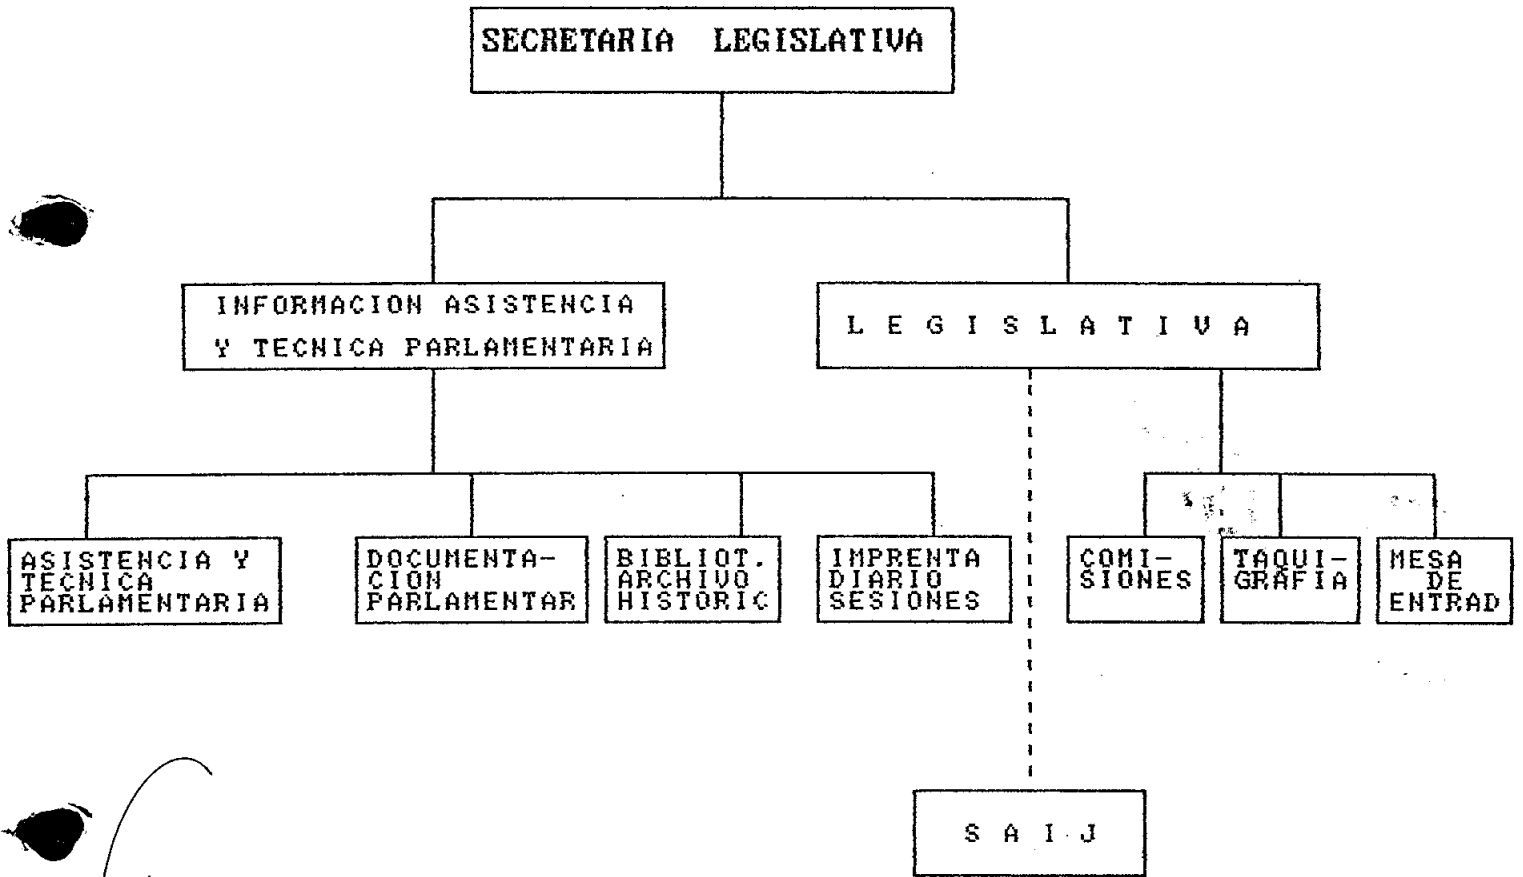 SECRETARIA LEGISLATIVA
INFORMACION ASISTENCIA
Y TECNICA PARLAMENTARIA
L E G I S L A T I V A
ASISTENCIA Y
TECNICA
PARLAMENTARIA
DOCUMENTA-
CION
PARLAMENTAR
BIBLIOT.
ARCHIVO
HISTORIC
IMPRENTA
DIARIO
SESIONES
COMI-
SIONES
TAQUI-
GRAFIA
MESA
DE
ENTRAD
S A I J